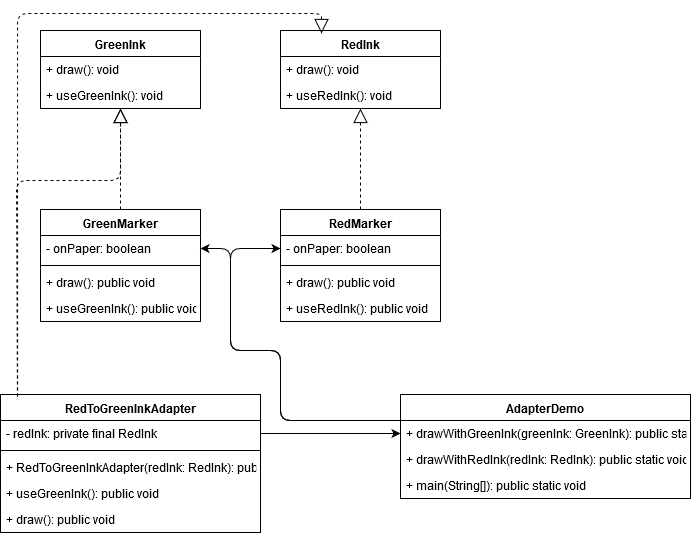 GreenInk
+ draw(): void
+ useGreenInk(): void
RedInk
+ draw(): void
+ useRedInk(): void
GreenMarker
- onPaper: boolean
+ draw(): public void
+ useGreenInk(): public voic
RedMarker
- onPaper: boolean
+ draw(): public void
+ useRedInk(): public void
RedToGreenInkAdapter
- redInk: private final RedInk
+ RedToGreenInkAdapter(redInk: RedInk): pub
+ useGreenInk(): public void
+ draw(): public void
AdapterDemo
+ drawWithGreenInk(greenInk: GreenInk): public sta
+ drawWithRedInk(redInk: RedInk): public static voic
+ main(String[]): public static void